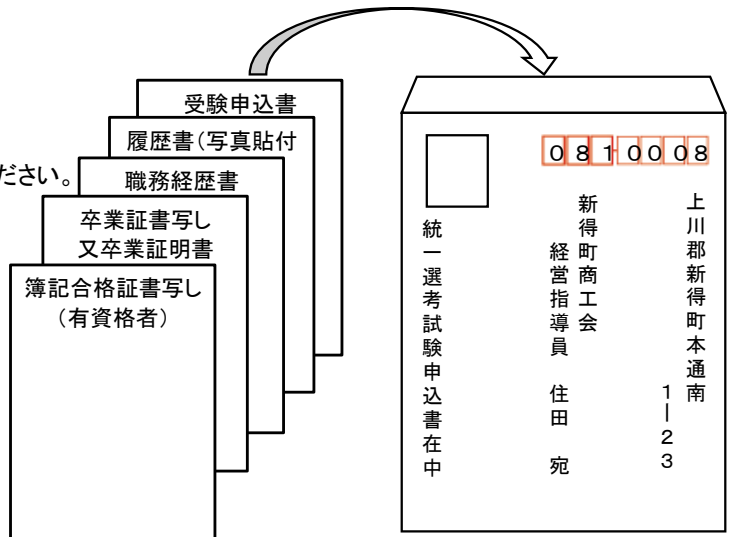 受験申込書
履歴書(写真貼付
ださい。
職務経歴書
卒業証書写し
又卒業証明書
簿記合格証書写し
(有資格者)
081-0008
上川郡新得町本通南
1―23
新得町商工会
経営指導員 住田 宛
統一選考試験申込書在中